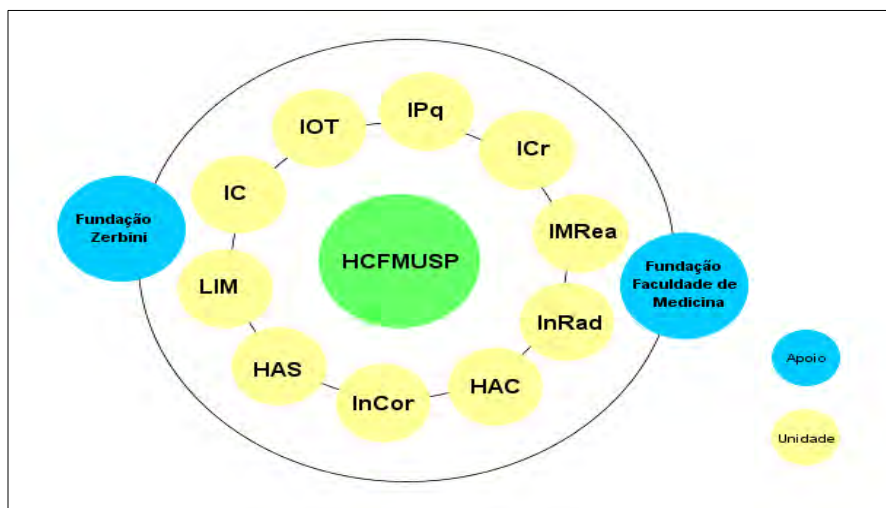 IPq
IOT
ICr
IC
IMRea
Fundação
Zerbini
HCFMUSP
Fundação
Faculdade de
Medicina
LIM
InRad
HAS
HAC
InCor
Apoio
Unidade